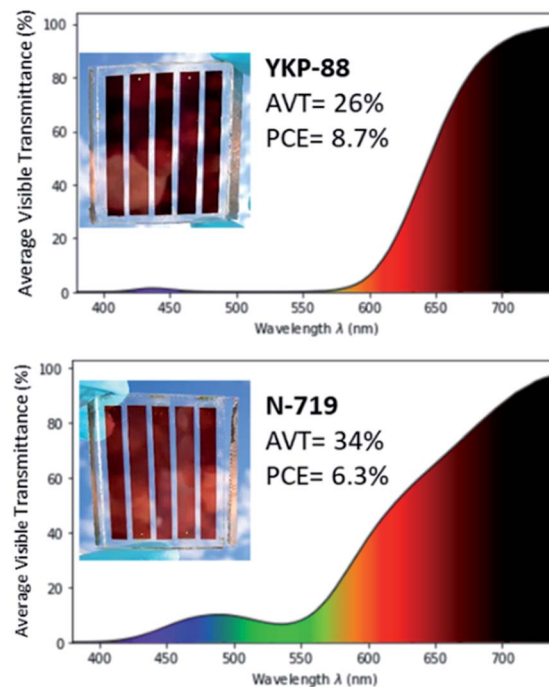 Average Visible Transmittance (%)
100
80
60
40
20
0
YKP-88
AVT= 26%
PCE= 8.7%
400 450 500 550 600 650 700
Wavelength λ (nm)
Average Visible Transmittance (%)
100
80
60
40
20
0
N-719
AVT= 34%
PCE= 6.3%
400 450 500 550 600 650 700
Wavelength λ (nm)